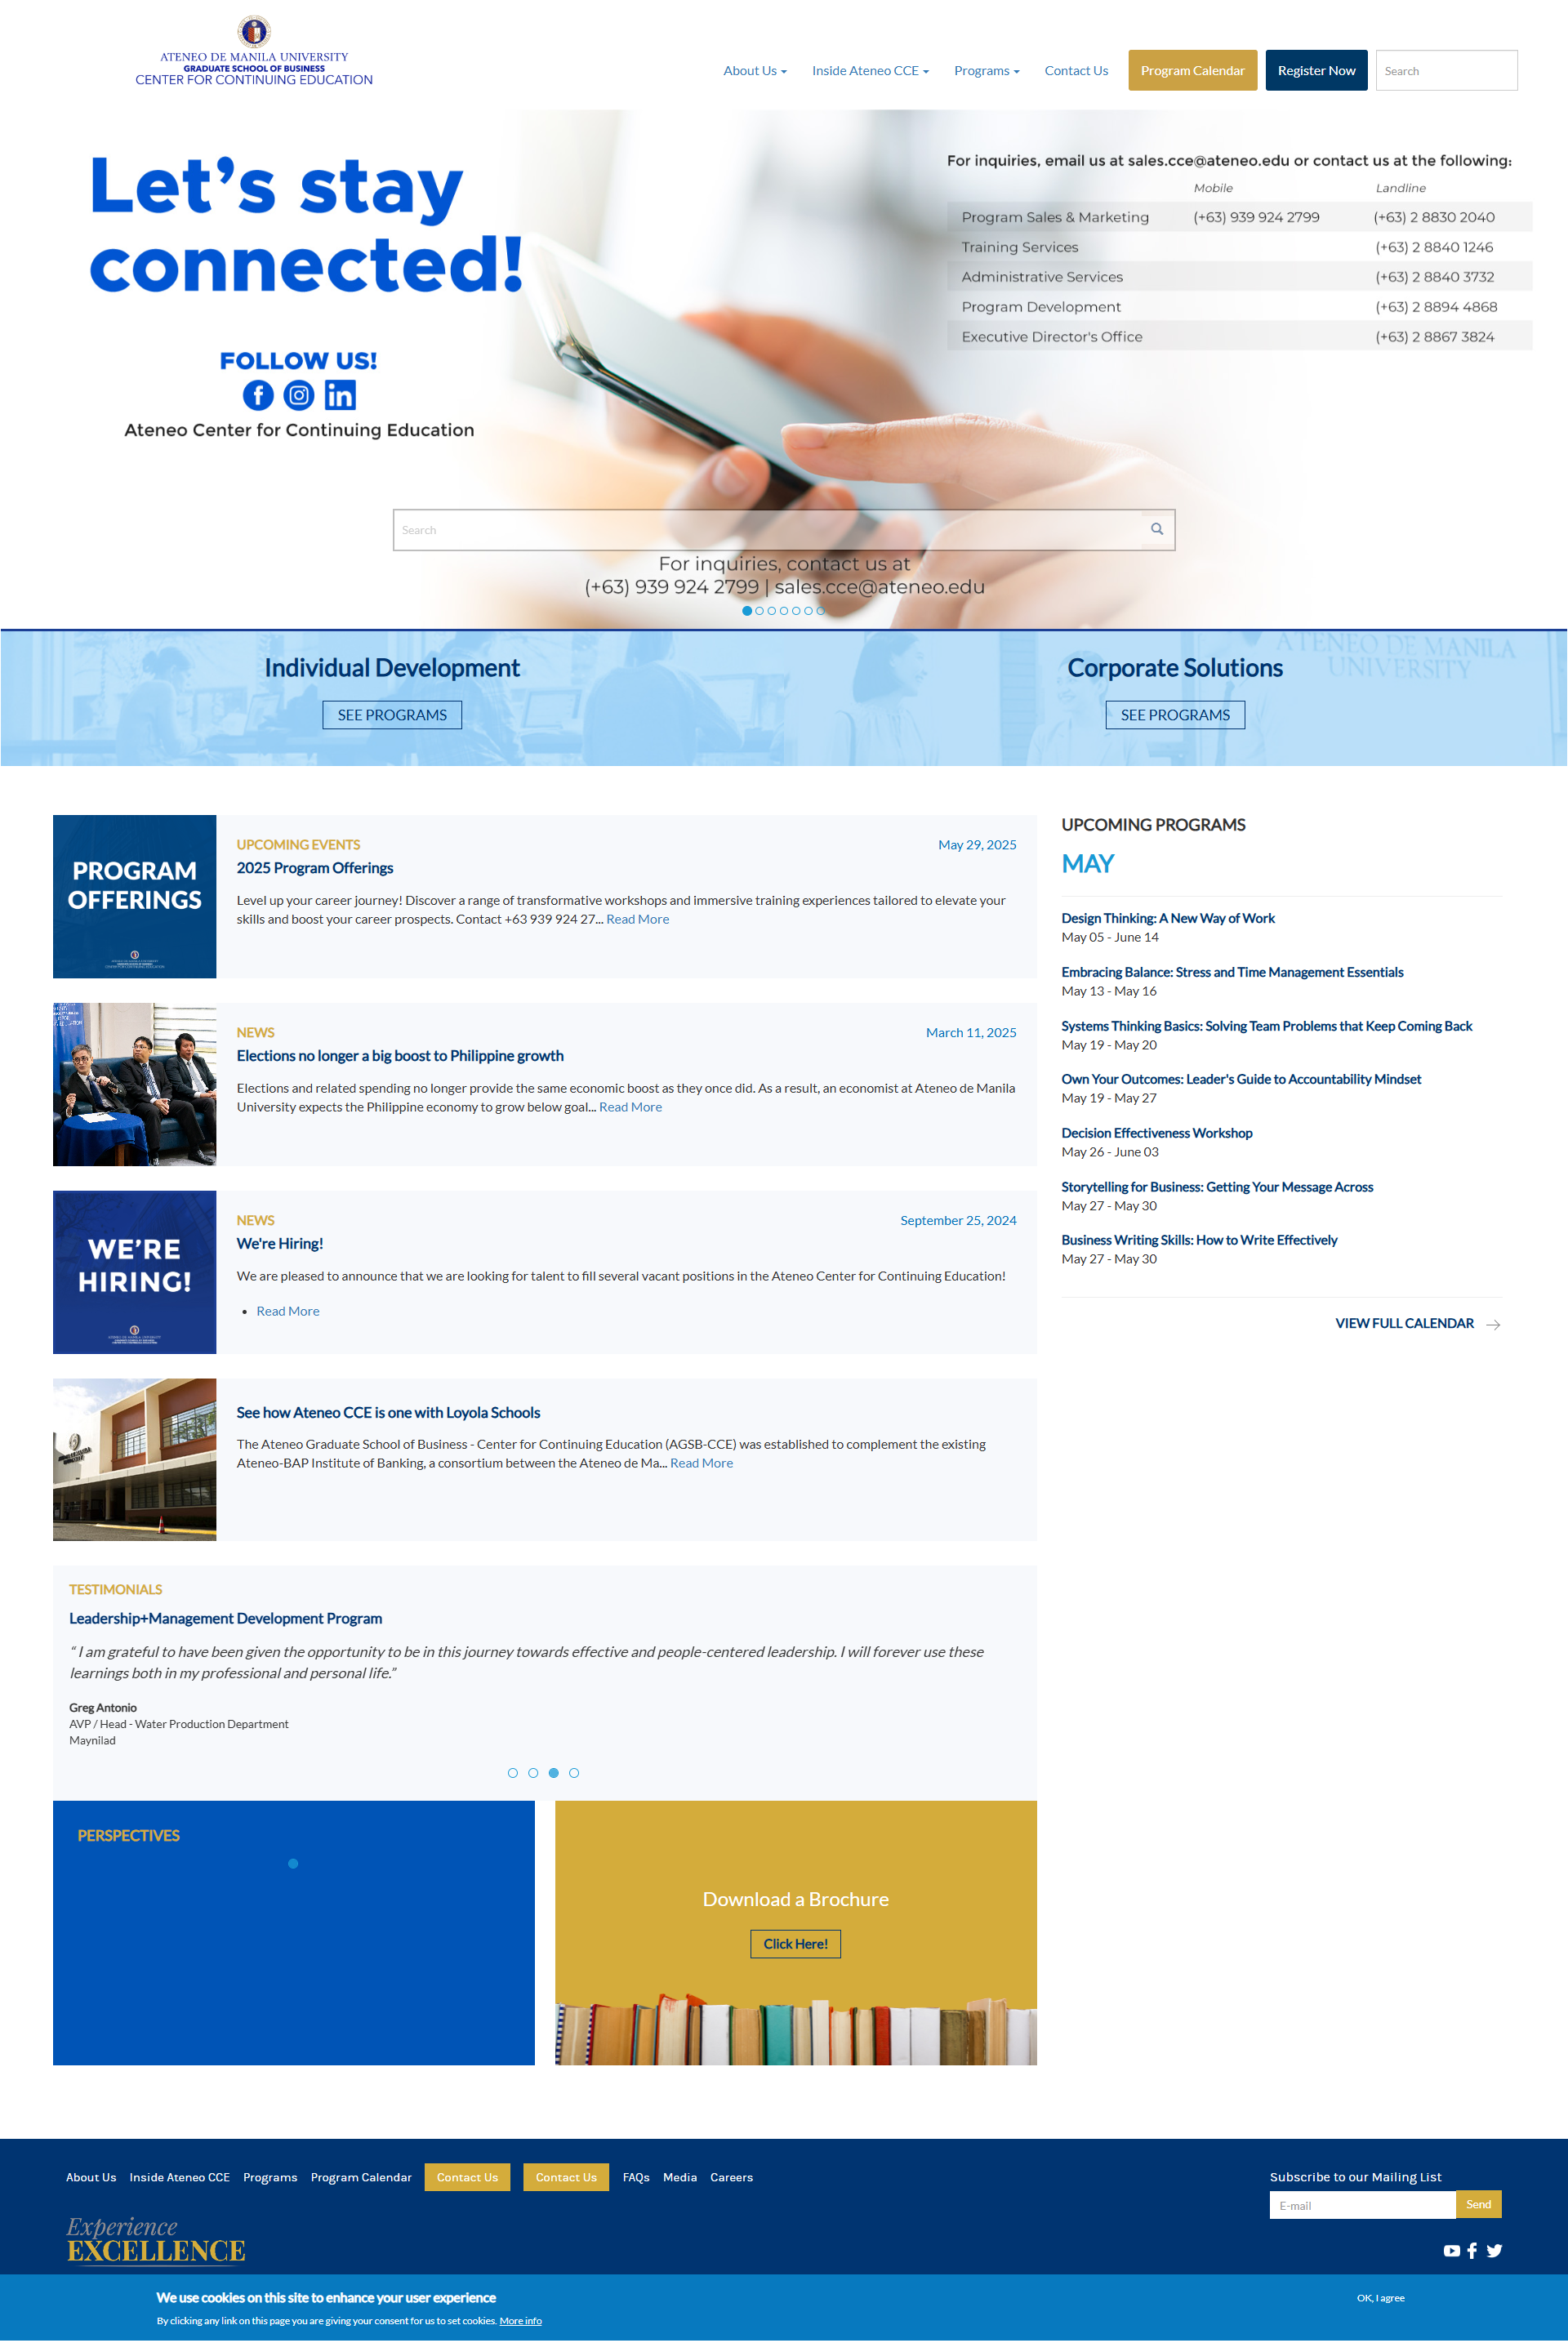 ATENEO DE MANILA UNIVERSITY
GRADUATE SCHOOL OF BUSINESS
CENTER FOR CONTINUING EDUCATION
About Us
Inside Ateneo CCE
Programs
Contact Us
Program Calendar
Register Now
Search
Let's stay
connected!
FOLLOW US!
Ateneo Center for Continuing Education
For inquiries, email us at sales.cce@ateneo.edu or contact us at the following:
Mobile Landline
Program Sales & Marketing (+63) 939 924 2799 (+63) 2 8830 2040
Training Services (+63) 2 8840 1246
Administrative Services (+63) 2 8840 3732
Program Development (+63) 2 8894 4868
Executive Director's Office (+63) 2 8867 3824
Search
For inquiries, contact us at
(+63) 939 924 2799 | sales.cce@ateneo.edu
Individual Development
SEE PROGRAMS
ATENEO DE MANILA
UNIVERSITY
Corporate Solutions
SEE PROGRAMS
PROGRAM
OFFERINGS
UPCOMING EVENTS
May 29, 2025
2025 Program Offerings
Level up your career journey! Discover a range of transformative workshops and immersive training experiences tailored to elevate your
skills and boost your career prospects. Contact +63 939 924 27... Read More
NEWS
March 11, 2025
Elections no longer a big boost to Philippine growth
Elections and related spending no longer provide the same economic boost as they once did. As a result, an economist at Ateneo de Manila
University expects the Philippine economy to grow below goal... Read More
WE'RE
HIRING!
NEWS
September 25, 2024
We're Hiring!
We are pleased to announce that we are looking for talent to fill several vacant positions in the Ateneo Center for Continuing Education!
• Read More
See how Ateneo CCE is one with Loyola Schools
The Ateneo Graduate School of Business - Center for Continuing Education (AGSB-CCE) was established to complement the existing
Ateneo-BAP Institute of Banking, a consortium between the Ateneo de Ma... Read More
TESTIMONIALS
Leadership+Management Development Program
“ I am grateful to have been given the opportunity to be in this journey towards effective and people-centered leadership. I will forever use these
learnings both in my professional and personal life.”
Greg Antonio
AVP / Head - Water Production Department
Maynilad
PERSPECTIVES
Download a Brochure
Click Here!
UPCOMING PROGRAMS
MAY
Design Thinking: A New Way of Work
May 05 - June 14
Embracing Balance: Stress and Time Management Essentials
May 13 - May 16
Systems Thinking Basics: Solving Team Problems that Keep Coming Back
May 19 - May 20
Own Your Outcomes: Leader's Guide to Accountability Mindset
May 19 - May 27
Decision Effectiveness Workshop
May 26 - June 03
Storytelling for Business: Getting Your Message Across
May 27 - May 30
Business Writing Skills: How to Write Effectively
May 27 - May 30
VIEW FULL CALENDAR
About Us
Inside Ateneo CCE
Programs
Program Calendar
Contact Us
Contact Us
FAQs
Media
Careers
Experience
EXCELLENCE
Subscribe to our Mailing List
E-mail
Send
We use cookies on this site to enhance your user experience
By clicking any link on this page you are giving your consent for us to set cookies. More info
OK, I agree